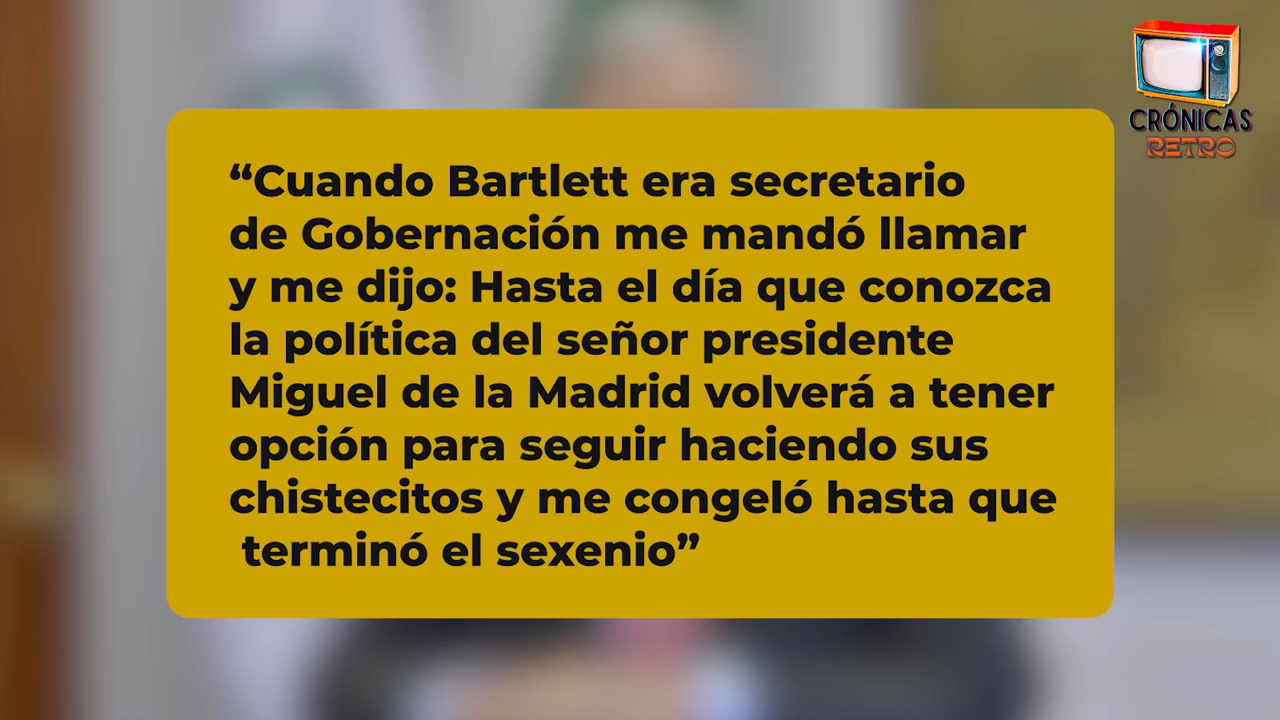 CRÓNICAS
RETRO
“Cuando Bartlett era secretario
de Gobernación me mandó llamar
y me dijo: Hasta el día que conozca
la política del señor presidente
Miguel de la Madrid volverá a tener
opción para seguir haciendo sus
chistecitos y me congeló hasta que
terminó el sexenio”